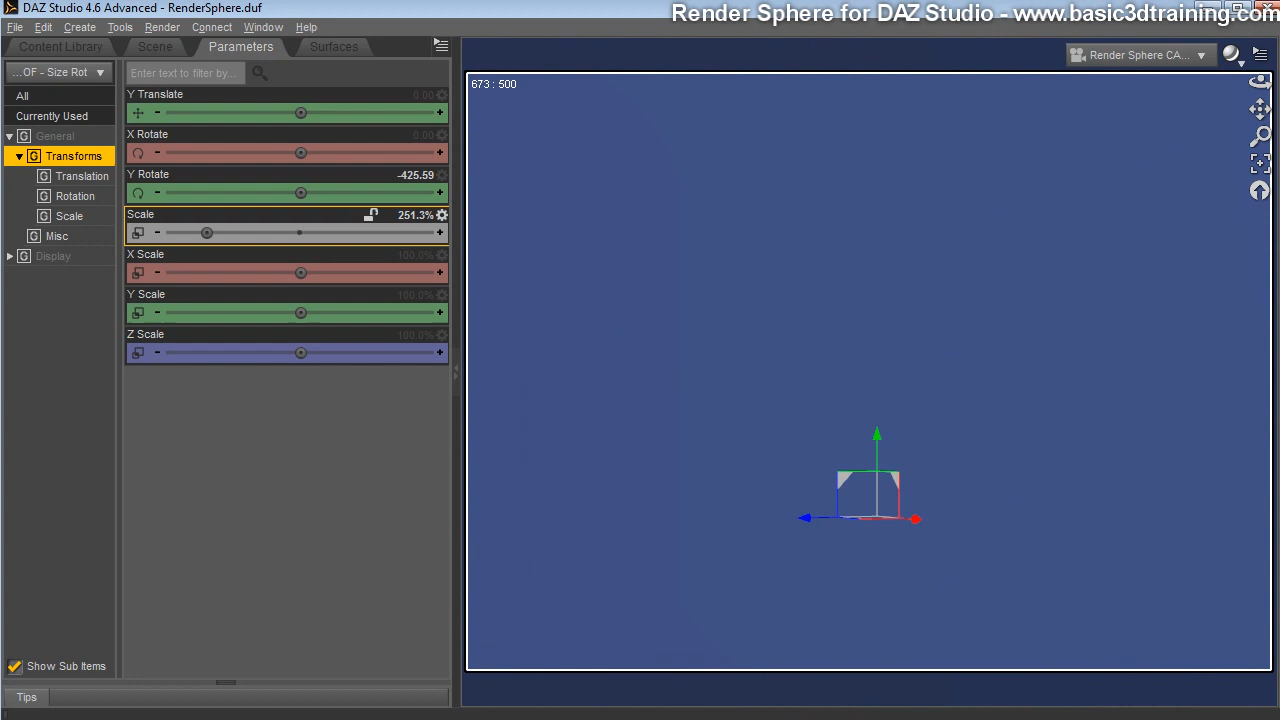 DAZ Studio 4.6 Advanced - RenderSphere.duf
Render Sphere for DAZ Studio - www.basic3dtraining.com
File Edit Create Tools Render Connect Window Help
Content Library Scene Parameters Surfaces
...OF - Size Rot
Enter text to filter by...
Render Sphere CA...
All
Currently Used
G General
G Transforms
G Translation
G Rotation
G Scale
G Misc
G Display
Y Translate 0.00
X Rotate 0.00
Y Rotate -425.59
Scale 251.3%
X Scale 100.0%
Y Scale 100.0%
Z Scale 100.0%
673 : 500
Show Sub Items
Tips